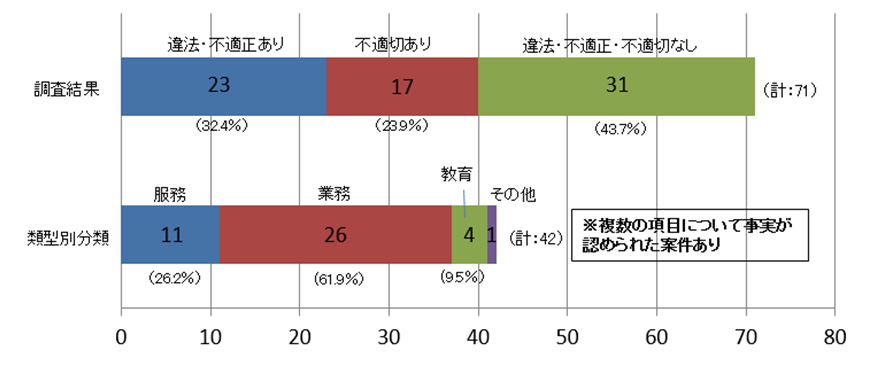 違法・不適正あり 不適切あり 違法・不適正・不適切なし
調査結果 23 17 31 (計:71)
(32.4%) (23.9%) (43.7%)
服務 業務 教育 その他
類型別分類 11 26 4 1 (計:42)
(26.2%) (61.9%) (9.5%)
※複数の項目について事実が
認められた案件あり
0 10 20 30 40 50 60 70 80